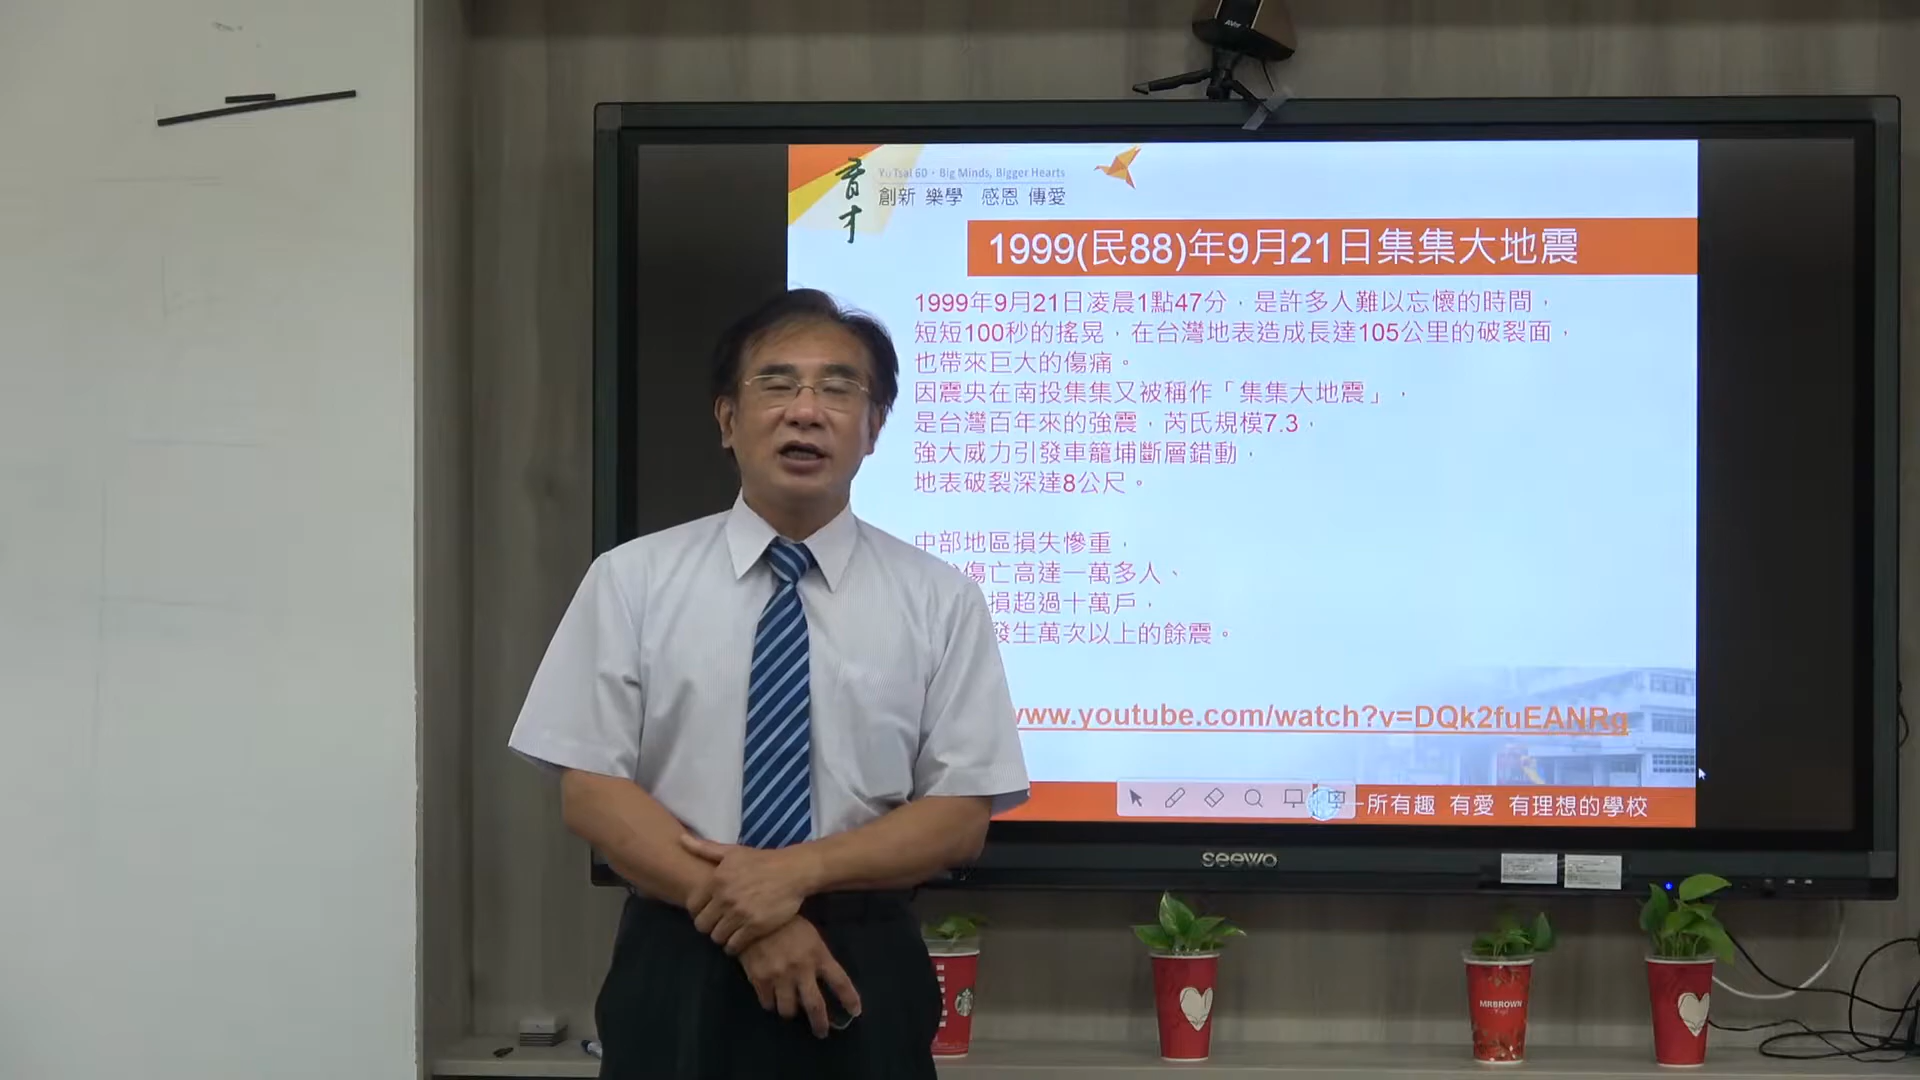 育才
Yu Tsai 60・Big Minds, Bigger Hearts
創新 樂學 感恩 傳愛
1999(民88)年9月21日集集大地震
1999年9月21日凌晨1點47分，是許多人難以忘懷的時間，
短短100秒的搖晃，在台灣地表造成長達105公里的破裂面，
也帶來巨大的傷痛。
因震央在南投集集又被稱作「集集大地震」，
是台灣百年來的強震，芮氏規模7.3，
強大威力引發車籠埔斷層錯動，
地表破裂深達8公尺。
中部地區損失慘重，
傷亡高達一萬多人、
損超過十萬戶，
發生萬次以上的餘震。
www.youtube.com/watch?v=DQk2fuEANRg
一所有趣 有愛 有理想的學校
seewo
MRBROWN